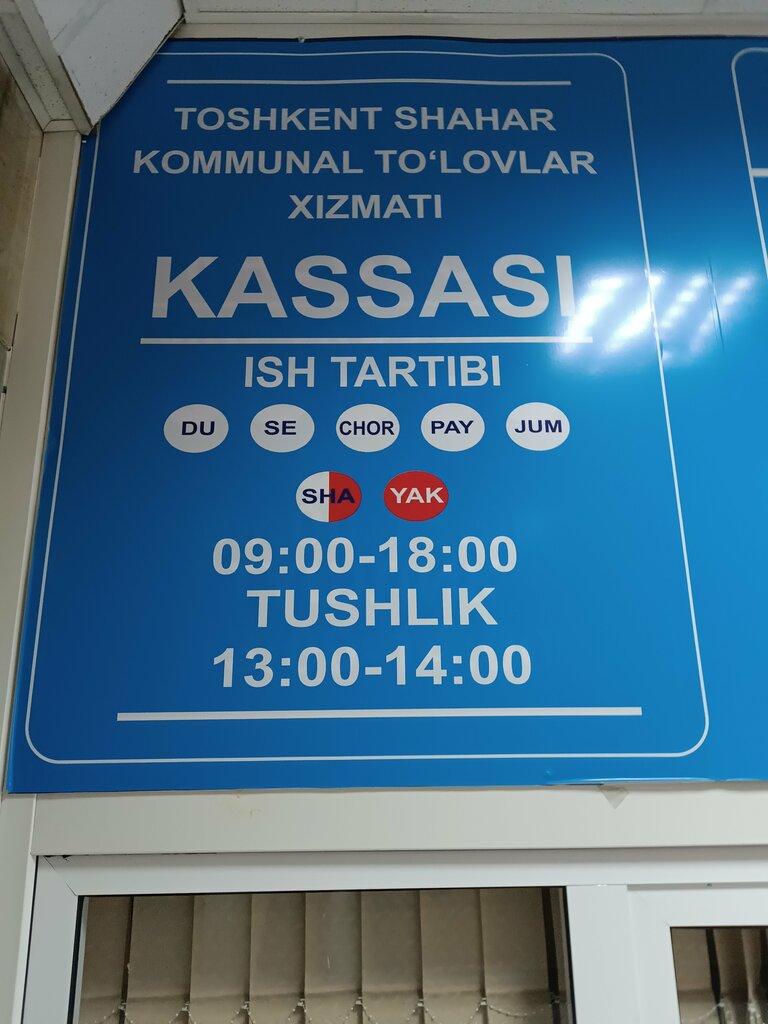 TOSHKENT SHAHAR
KOMMUNAL TO‘LOVLAR
XIZMATI
KASSASI
ISH TARTIBI
DU SE CHOR PAY JUM
SHA YAK
09:00-18:00
TUSHLIK
13:00-14:00